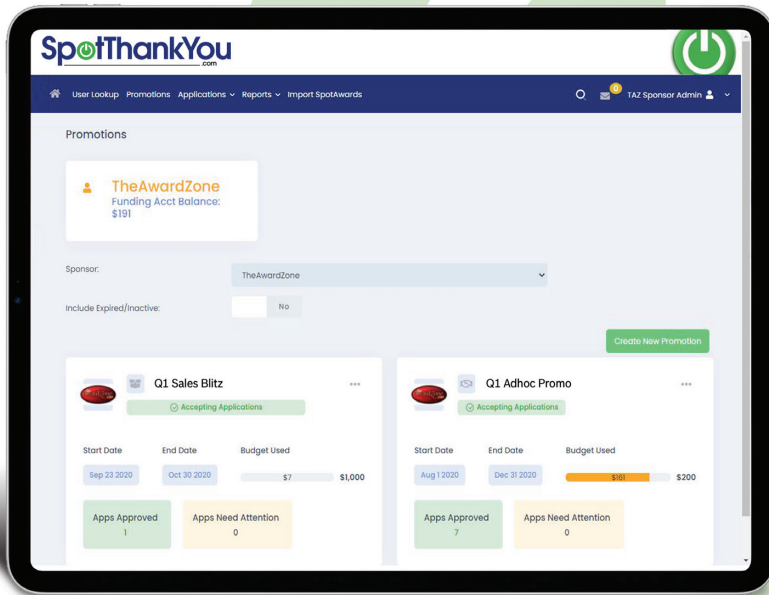 SpotThankYou
.com
User Lookup Promotions Applications Reports Import SpotAwards
0
TAZ Sponsor Admin
Promotions
TheAwardZone
Funding Acct Balance:
$191
Sponsor:
TheAwardZone
Include Expired/Inactive:
No
Create New Promotion
Q1 Sales Blitz
Accepting Applications
Start Date End Date Budget Used
Sep 23 2020 Oct 30 2020 $7 $1,000
Apps Approved Apps Need Attention
1 0
Q1 Adhoc Promo
Accepting Applications
Start Date End Date Budget Used
Aug 1 2020 Dec 31 2020 $161 $200
Apps Approved Apps Need Attention
7 0